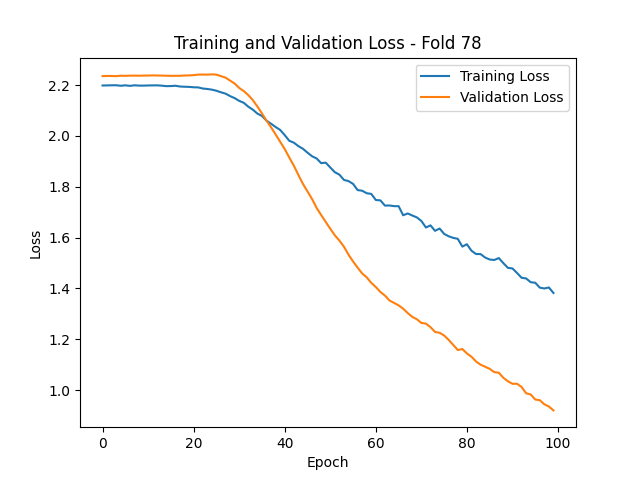 Training and Validation Loss - Fold 78
Training Loss
Validation Loss
Loss
2.2
2.0
1.8
1.6
1.4
1.2
1.0
0
20
40
60
80
100
Epoch